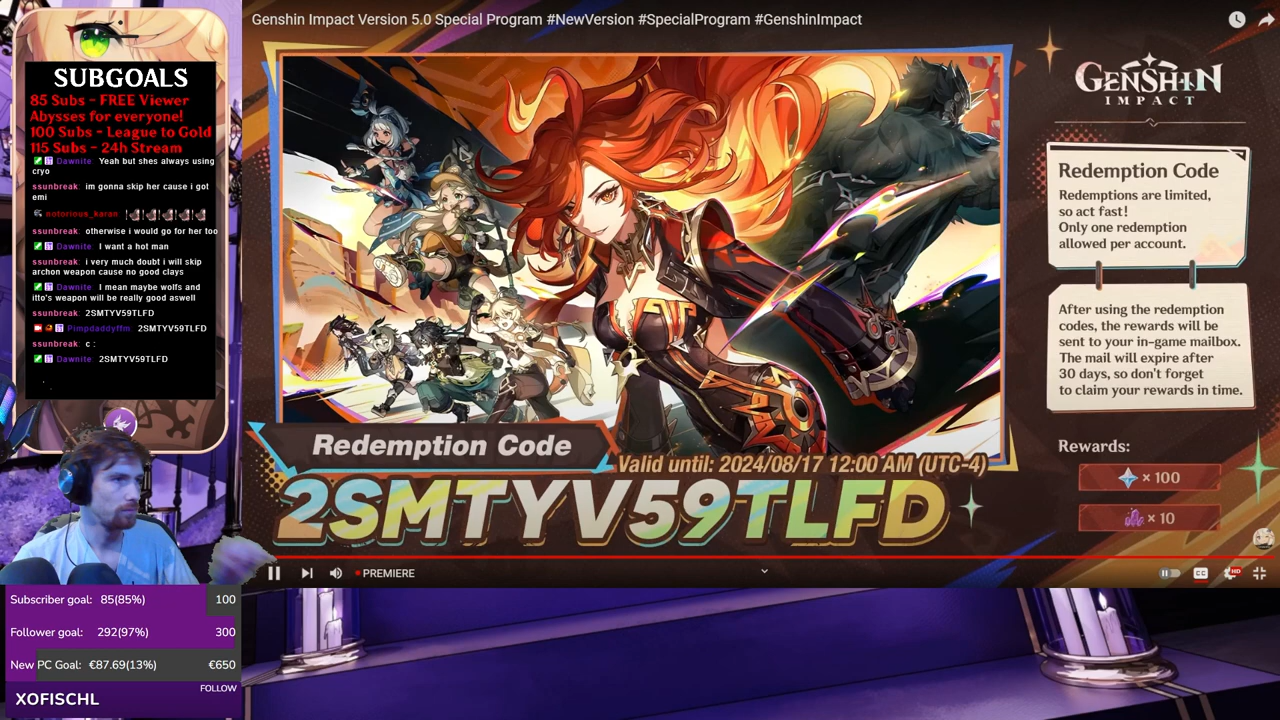 Genshin Impact Version 5.0 Special Program #NewVersion #SpecialProgram #GenshinImpact
SUBGOALS
85 Subs - FREE Viewer
Abysses for everyone!
100 Subs - League to Gold
115 Subs - 24h Stream
Dawnite: Yeah but shes always using
cryo
ssunbreak: im gonna skip her cause i got
emi
notorious_karan
ssunbreak: otherwise i would go for her too
Dawnite: I want a hot man
ssunbreak: i very much doubt i will skip
archon weapon cause no good clays
Dawnite: I mean maybe wolfs and
itto's weapon will be really good aswell
ssunbreak: 2SMTYV59TLFD
Pimpdaddyffm: 2SMTYV59TLFD
ssunbreak: c :
Dawnite: 2SMTYV59TLFD
GENSHIN
IMPACT
Redemption Code
Redemptions are limited,
so act fast!
Only one redemption
allowed per account.
After using the redemption
codes, the rewards will be
sent to your in-game mailbox.
The mail will expire after
30 days, so don't forget
to claim your rewards in time.
Rewards:
× 100
× 10
Redemption Code
Valid until: 2024/08/17 12:00 AM (UTC-4)
2SMTYV59TLFD
PREMIERE
CC
HD
Subscriber goal: 85(85%) 100
Follower goal: 292(97%) 300
New PC Goal: €87.69(13%) €650
FOLLOW
XOFISCHL